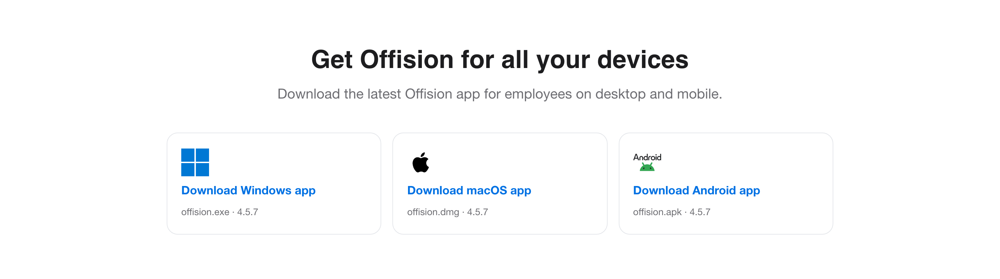 Get Offision for all your devices
Download the latest Offision app for employees on desktop and mobile.
Download Windows app
offision.exe · 4.5.7
Download macOS app
offision.dmg · 4.5.7
Android
Download Android app
offision.apk · 4.5.7